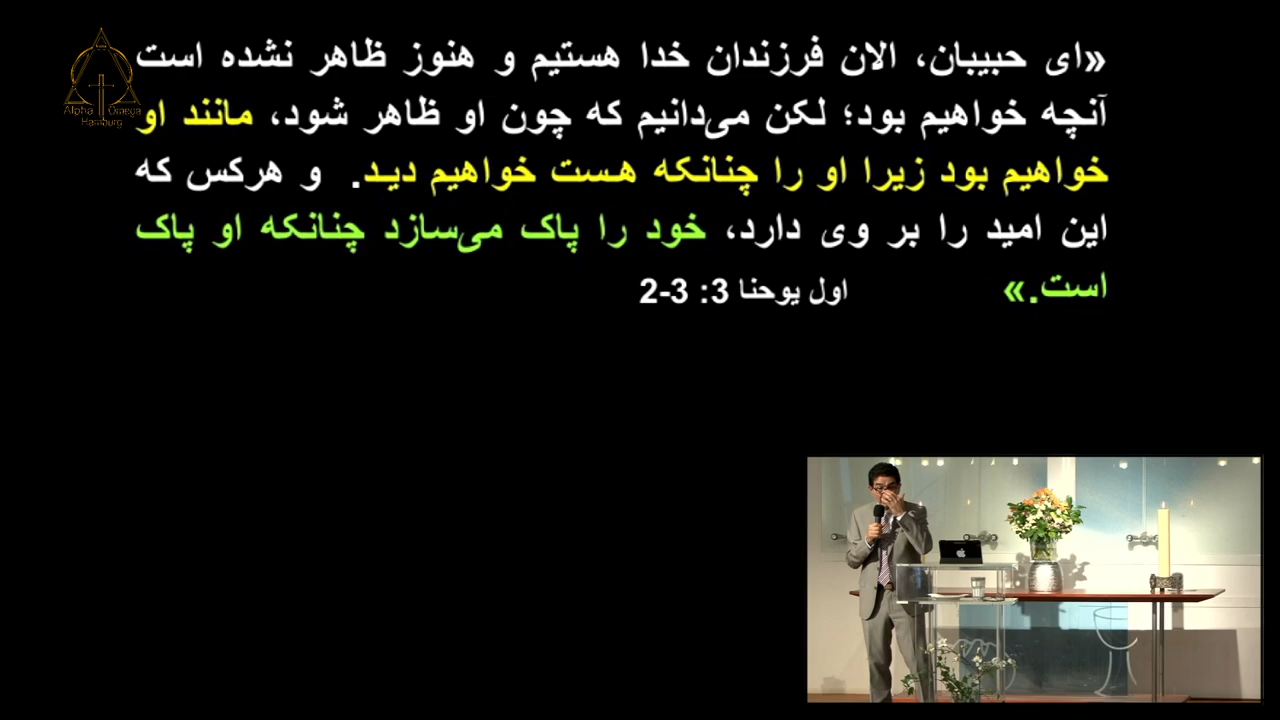 Alpha Omega
Hamburg
«ای حبیبان، الان فرزندان خدا هستیم و هنوز ظاهر نشده است
آنچه خواهیم بود؛ لکن می‌دانیم که چون او ظاهر شود، مانند او
خواهیم بود زیرا او را چنانکه هست خواهیم دید. و هرکس که
این امید را بر وی دارد، خود را پاک می‌سازد چنانکه او پاک
است.» اول یوحنا 3: 3-2